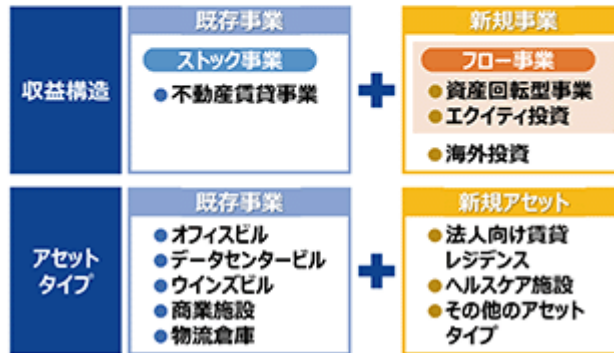 収益構造
既存事業
ストック事業
●不動産賃貸事業
+
新規事業
フロー事業
●資産回転型事業
●エクイティ投資
●海外投資
アセット
タイプ
既存事業
●オフィスビル
●データセンタービル
●ウインズビル
●商業施設
●物流倉庫
+
新規アセット
●法人向け賃貸
レジデンス
●ヘルスケア施設
●その他のアセット
タイプ